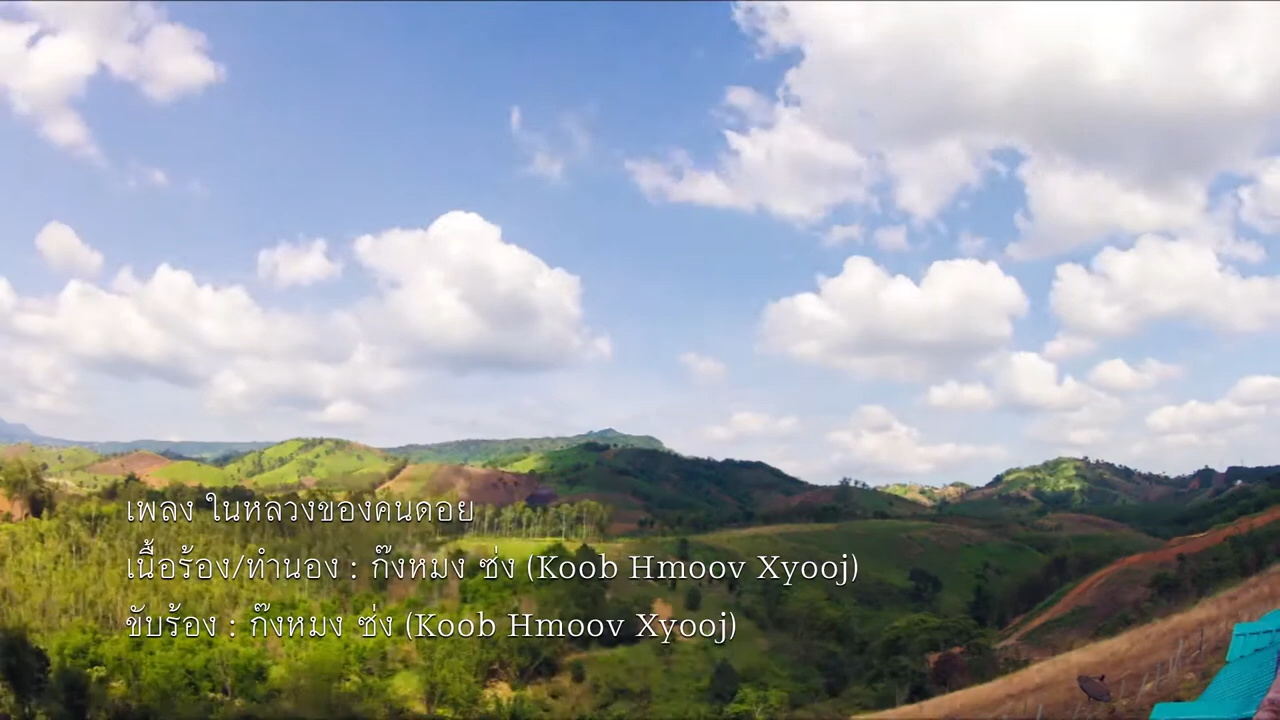 เพลง ในหลวงของคนดอย
เนื้อร้อง/ทำนอง : ก๊งหมง ซ่ง (Koob Hmoov Xyooj)
ขับร้อง : ก๊งหมง ซ่ง (Koob Hmoov Xyooj)